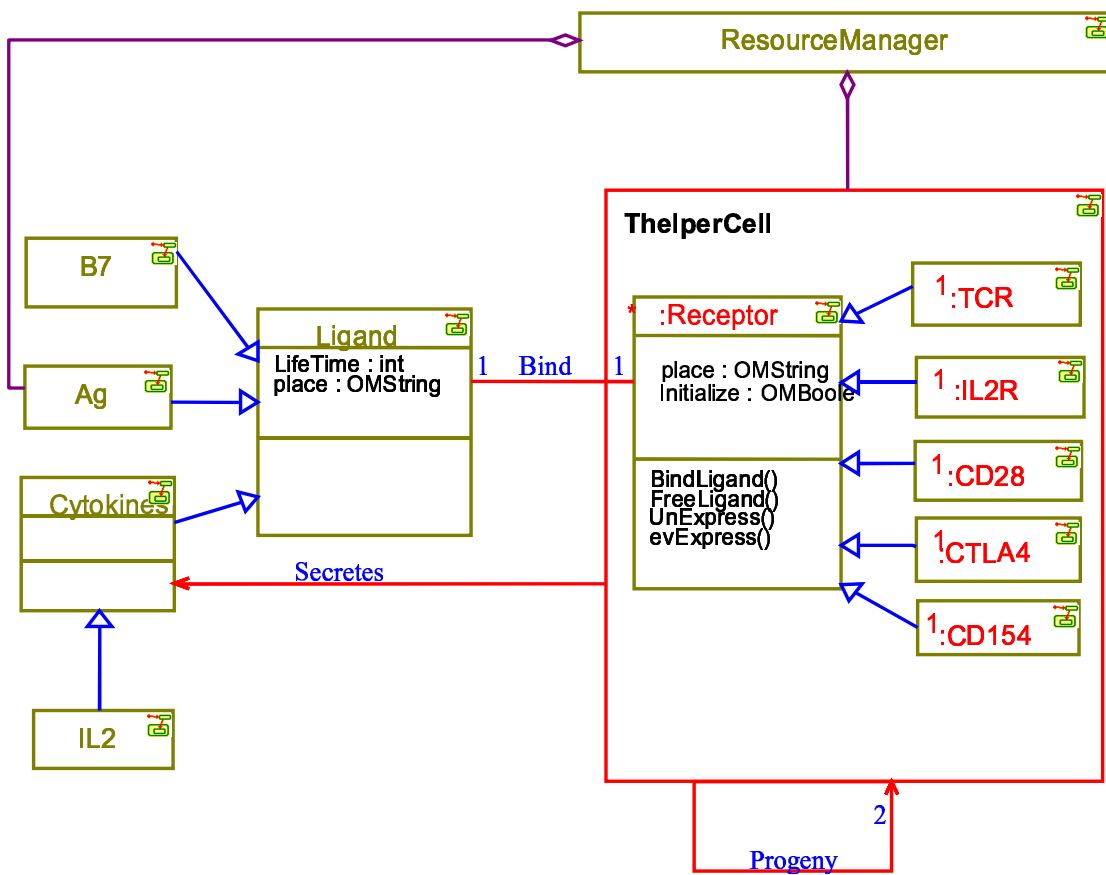 ResourceManager
ThelperCell
B7
Ligand
LifeTime : int
place : OMString
1
Bind
1
*
:Receptor
place : OMString
Initialize : OMBoole
BindLigand()
FreeLigand()
UnExpress()
evExpress()
1:TCR
1:IL2R
1:CD28
1:CTLA4
1:CD154
Ag
Cytokines
Secretes
IL2
2
Progeny